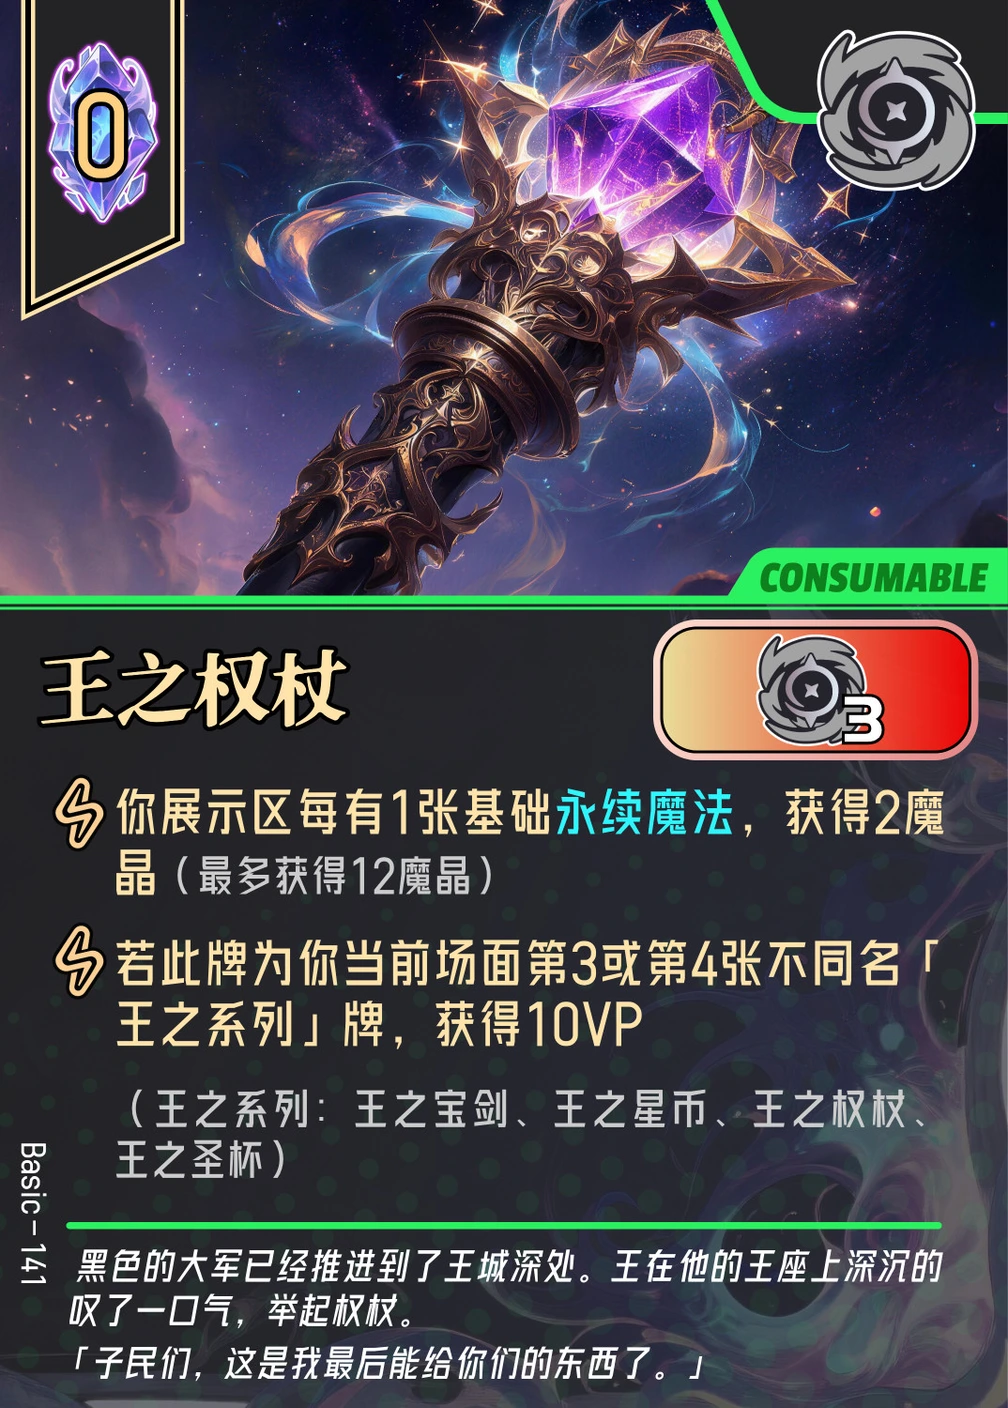 0
CONSUMABLE
王之权杖
3
你展示区每有1张基础永续魔法，获得2魔
晶（最多获得12魔晶）
若此牌为你当前场面第3或第4张不同名「
王之系列」牌，获得10VP
（王之系列：王之宝剑、王之星币、王之权杖、
王之圣杯）
Basic-141
黑色的大军已经推进到了王城深处。王在他的王座上深沉的
叹了一口气，举起权杖。
「子民们，这是我最后能给你们的东西了。」